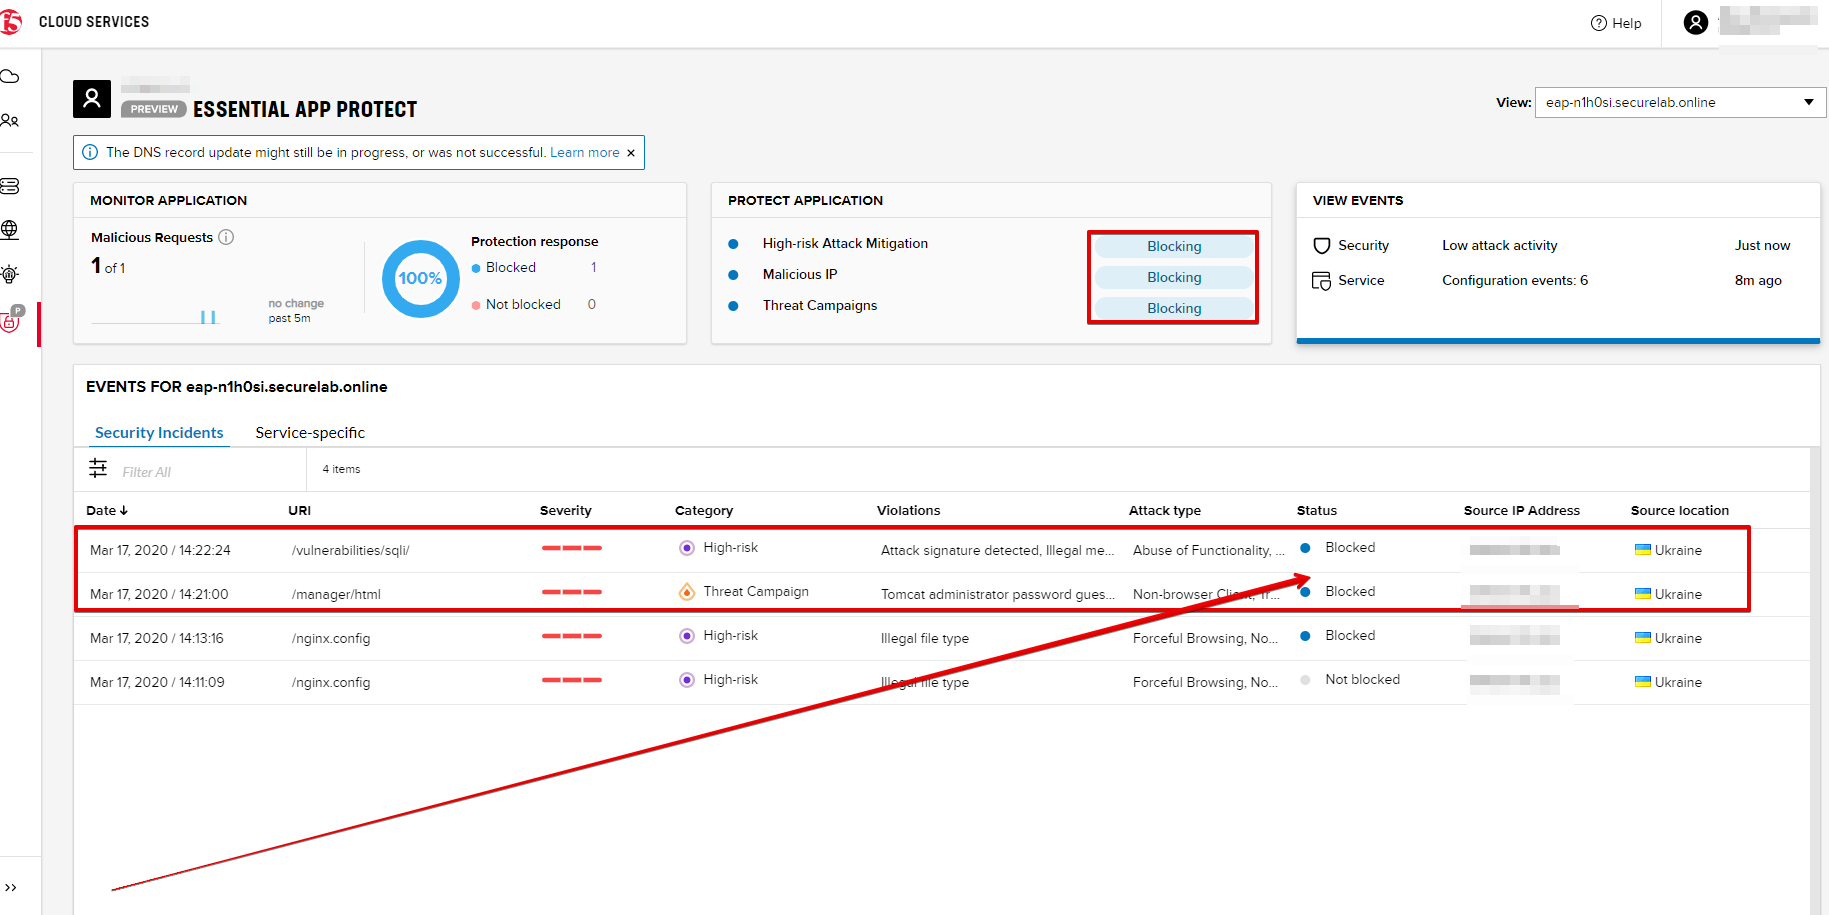 f5 CLOUD SERVICES
Help
PREVIEW ESSENTIAL APP PROTECT
View: eap-n1h0si.securelab.online
The DNS record update might still be in progress, or was not successful. Learn more ×
P
MONITOR APPLICATION
Malicious Requests
1 of 1
no change
past 5m
100%
Protection response
Blocked 1
Not blocked 0
PROTECT APPLICATION
High-risk Attack Mitigation Blocking
Malicious IP Blocking
Threat Campaigns Blocking
VIEW EVENTS
Security Low attack activity Just now
Service Configuration events: 6 8m ago
EVENTS FOR eap-n1h0si.securelab.online
Security Incidents Service-specific
Filter All 4 items
Date URI Severity Category Violations Attack type Status Source IP Address Source location
Mar 17, 2020 / 14:22:24 /vulnerabilities/sqli/ High-risk Attack signature detected, Illegal me... Abuse of Functionality, ... Blocked Ukraine
Mar 17, 2020 / 14:21:00 /manager/html Threat Campaign Tomcat administrator password gues... Non-browser Client, Tr... Blocked Ukraine
Mar 17, 2020 / 14:13:16 /nginx.config High-risk Illegal file type Forceful Browsing, No... Blocked Ukraine
Mar 17, 2020 / 14:11:09 /nginx.config High-risk Illegal file type Forceful Browsing, No... Not blocked Ukraine